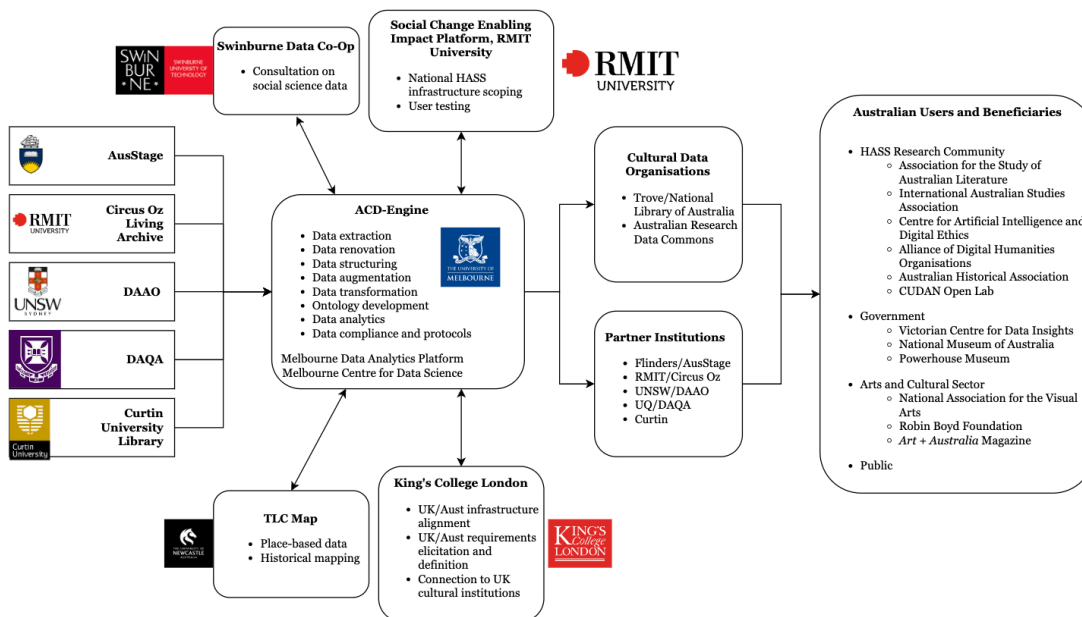 SWIN
BUR
* NE *
SWINBURNE
UNIVERSITY OF
TECHNOLOGY
Swinburne Data Co-Op
• Consultation on
social science data
Social Change Enabling
Impact Platform, RMIT
University
• National HASS
infrastructure scoping
• User testing
RMIT
UNIVERSITY
AusStage
RMIT
UNIVERSITY
Circus Oz
Living
Archive
UNSW
SYDNEY
DAAO
DAQA
Curtin University
Curtin
University
Library
ACD-Engine
• Data extraction
• Data renovation
• Data structuring
• Data augmentation
• Data transformation
• Ontology development
• Data analytics
• Data compliance and protocols
THE UNIVERSITY OF
MELBOURNE
Melbourne Data Analytics Platform
Melbourne Centre for Data Science
Cultural Data
Organisations
• Trove/National
Library of Australia
• Australian Research
Data Commons
Partner Institutions
• Flinders/AusStage
• RMIT/Circus Oz
• UNSW/DAAO
• UQ/DAQA
• Curtin
Australian Users and Beneficiaries
• HASS Research Community
○ Association for the Study of
Australian Literature
○ International Australian Studies
Association
○ Centre for Artificial Intelligence and
Digital Ethics
○ Alliance of Digital Humanities
Organisations
○ Australian Historical Association
○ CUDAN Open Lab
• Government
○ Victorian Centre for Data Insights
○ National Museum of Australia
○ Powerhouse Museum
• Arts and Cultural Sector
○ National Association for the Visual
Arts
○ Robin Boyd Foundation
○ Art + Australia Magazine
• Public
THE UNIVERSITY OF
NEWCASTLE
AUSTRALIA
TLC Map
• Place-based data
• Historical mapping
King's College London
• UK/Aust infrastructure
alignment
• UK/Aust requirements
elicitation and
definition
• Connection to UK
cultural institutions
KING'S
College
LONDON